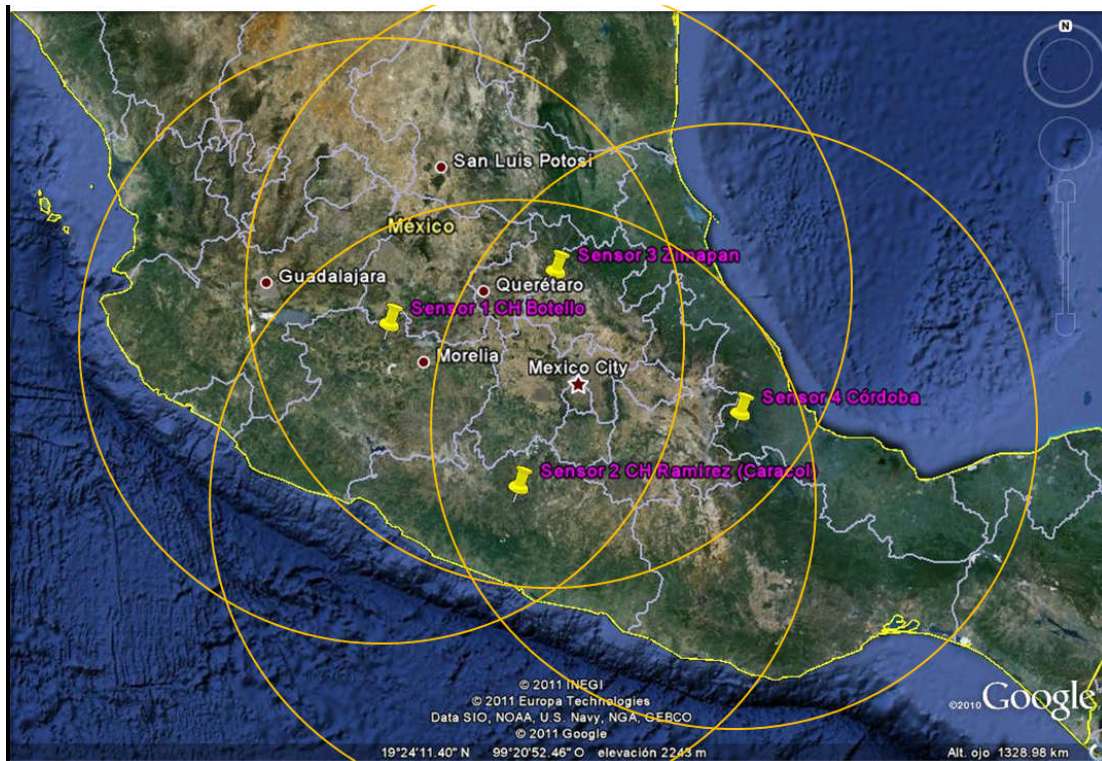 N
San Luis Potosi
México
Sensor 3 Zimapan
Guadalajara
Querétaro
Sensor 1 CH Botello
Morelia
Mexico City
Sensor 4 Córdoba
Sensor 2 CH Ramirez (Caracol)
© 2011 INEGI
© 2011 Europa Technologies
Data SIO, NOAA, U.S. Navy, NGA, GEBCO
© 2011 Google
©2010 Google
19°24'11.40" N 99°20'52.46" O elevación 2243 m Alt. ojo 1328.98 km